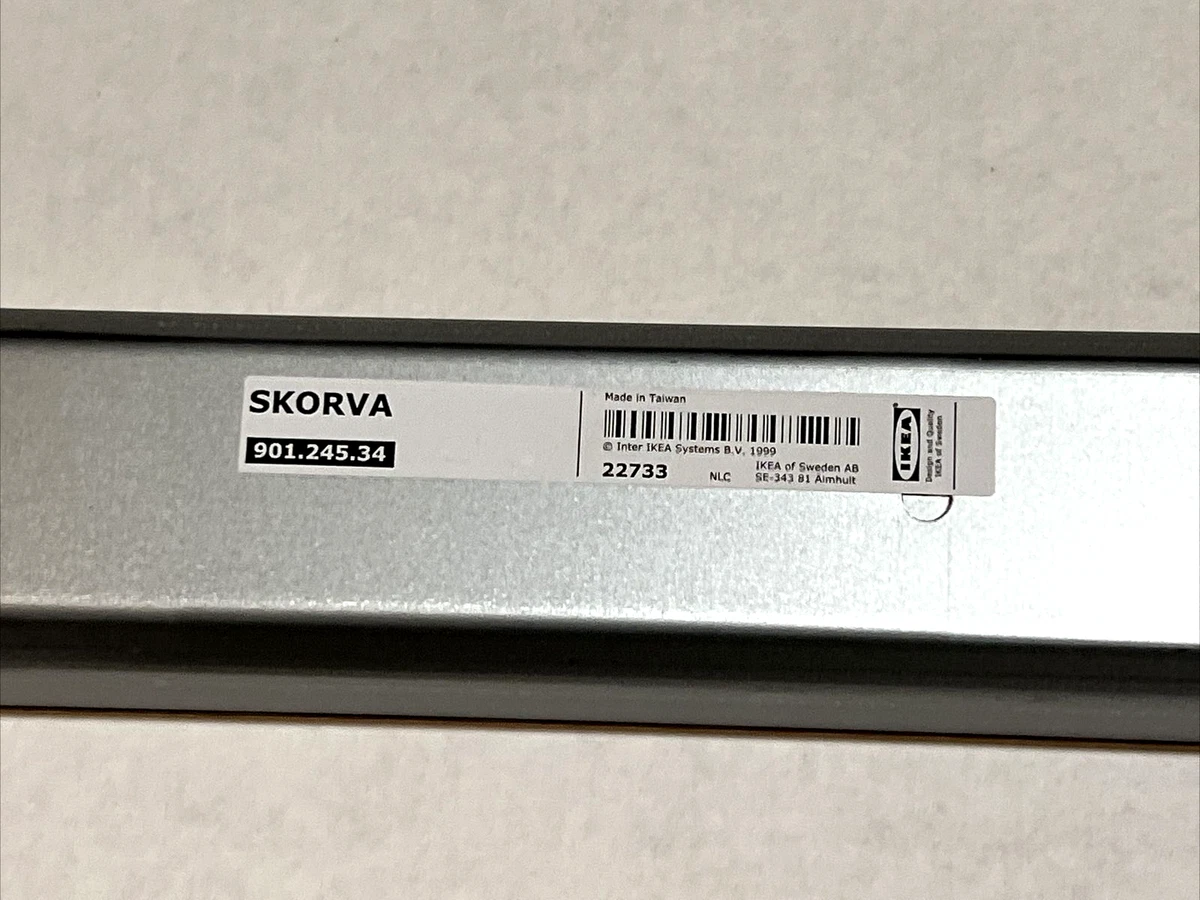 SKORVA
901.245.34
Made in Taiwan
© Inter IKEA Systems B.V. 1999
22733
NLC
IKEA of Sweden AB
SE-343 81 Älmhult
IKEA®
Design and Quality
IKEA of Sweden